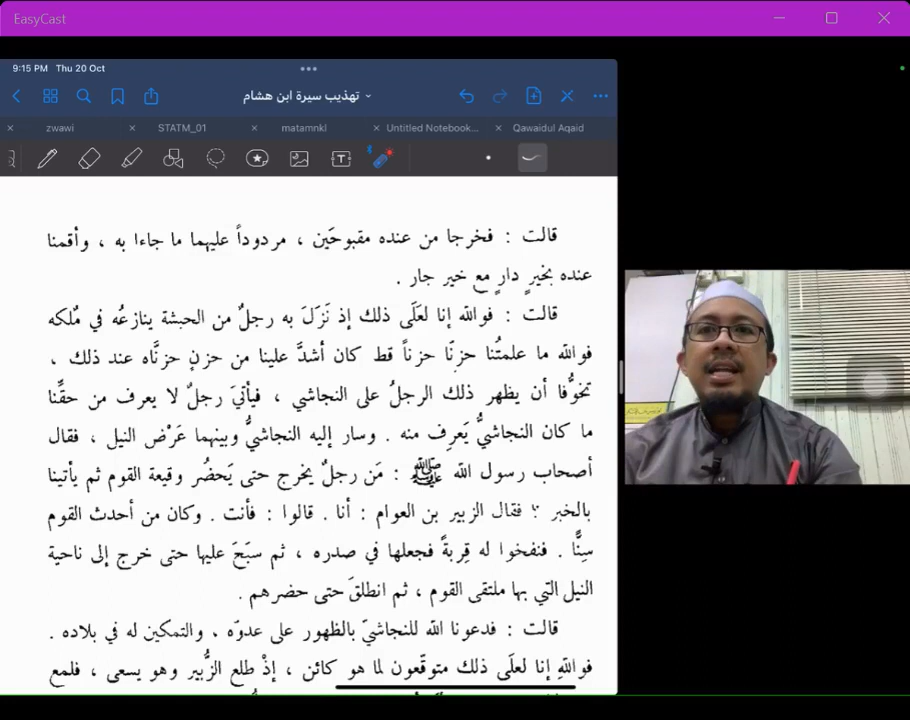 EasyCast
9:15 PM Thu 20 Oct
تهذيب سيرة ابن هشام
zwawi
STATM_01
matamnkl
Untitled Notebook...
Qawaidul Aqaid
قالت : فخرجا من عنده مقبوحَين ، مردوداً عليهما ما جاءا به ، وأقمنا
عنده بخيرِ دارٍ مع خير جار .
قالت : فوالله إنا لعَلَى ذلك إذ نَزَلَ به رجلٌ من الحبشة ينازعُه في مُلكه
فوالله ما علمتُنا حزِنّا حزناً قط كان أشدَّ علينا من حزنٍ حزنَّاه عند ذلك ،
تخوُّفا أن يظهر ذلك الرجلُ على النجاشي ، فيأتيَ رجلٌ لا يعرف من حقِّنا
ما كان النجاشيُّ يَعرِف منه . وسار إليه النجاشيُّ وبينهما عَرْض النيل ، فقال
أصحاب رسول الله ﷺ : مَن رجلٌ يخرج حتى يَحضُر وقيعة القوم ثم يأتينا
بالخبر ؟ فقال الزبير بن العوام : أنا . قالوا : فأنت . وكان من أحدث القوم
سِنًّا . فنفخوا له قِربةً فجعلها في صدره ، ثم سبَحَ عليها حتى خرج إلى ناحية
النيل التي بها ملتقى القوم ، ثم انطلقَ حتى حضرهم .
قالت : فدعونا الله للنجاشيّ بالظهور على عدوّه ، والتمكين له في بلاده .
فواللهِ إنا لعلَى ذلك متوقّعون لما هو كائن ، إذْ طلع الزُّبير وهو يسعى ، فلمع